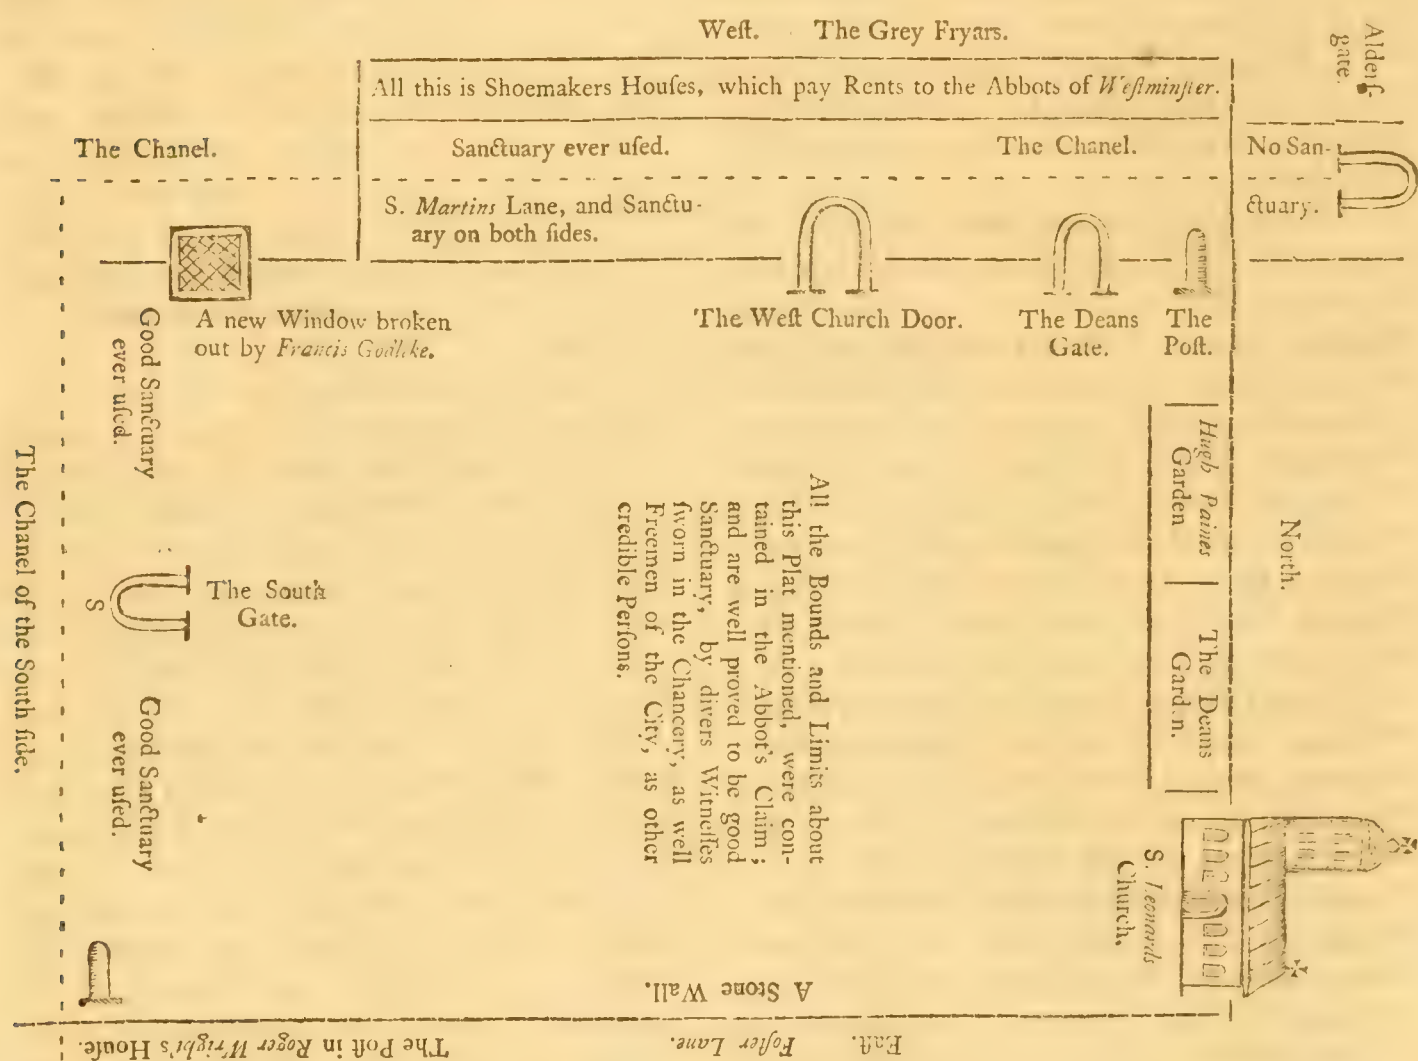 Weſt. The Grey Fryars.
Alderſ-
gate.
All this is Shoemakers Houſes, which pay Rents to the Abbots of Weſtminſter.
The Chanel.
Sanctuary ever uſed.
The Chanel.
No San-
ctuary.
S. Martins Lane, and Sanctu-
ary on both ſides.
A new Window broken
out by Francis
The Weſt Church Door.
The Deans
Gate.
The
Poſt.
Good Sanctuary
ever uſed.
Hugh Paines
Garden
North.
All the Bounds and Limits about
this Plat mentioned, were con-
tained in the Abbot's Claim;
and are well proved to be good
Sanctuary, by divers Witneſſes
ſworn in the Chancery, as well
Freemen of the City, as other
credible Perſons.
The Chanel of the South ſide.
S
The South
Gate.
The Deans
Gard.n.
Good Sanctuary
ever uſed.
S. Leonards
Church.
A Stone Wall.
The Poſt in Roger Wright's Houſe.
Eaſt. Foſter Lane.